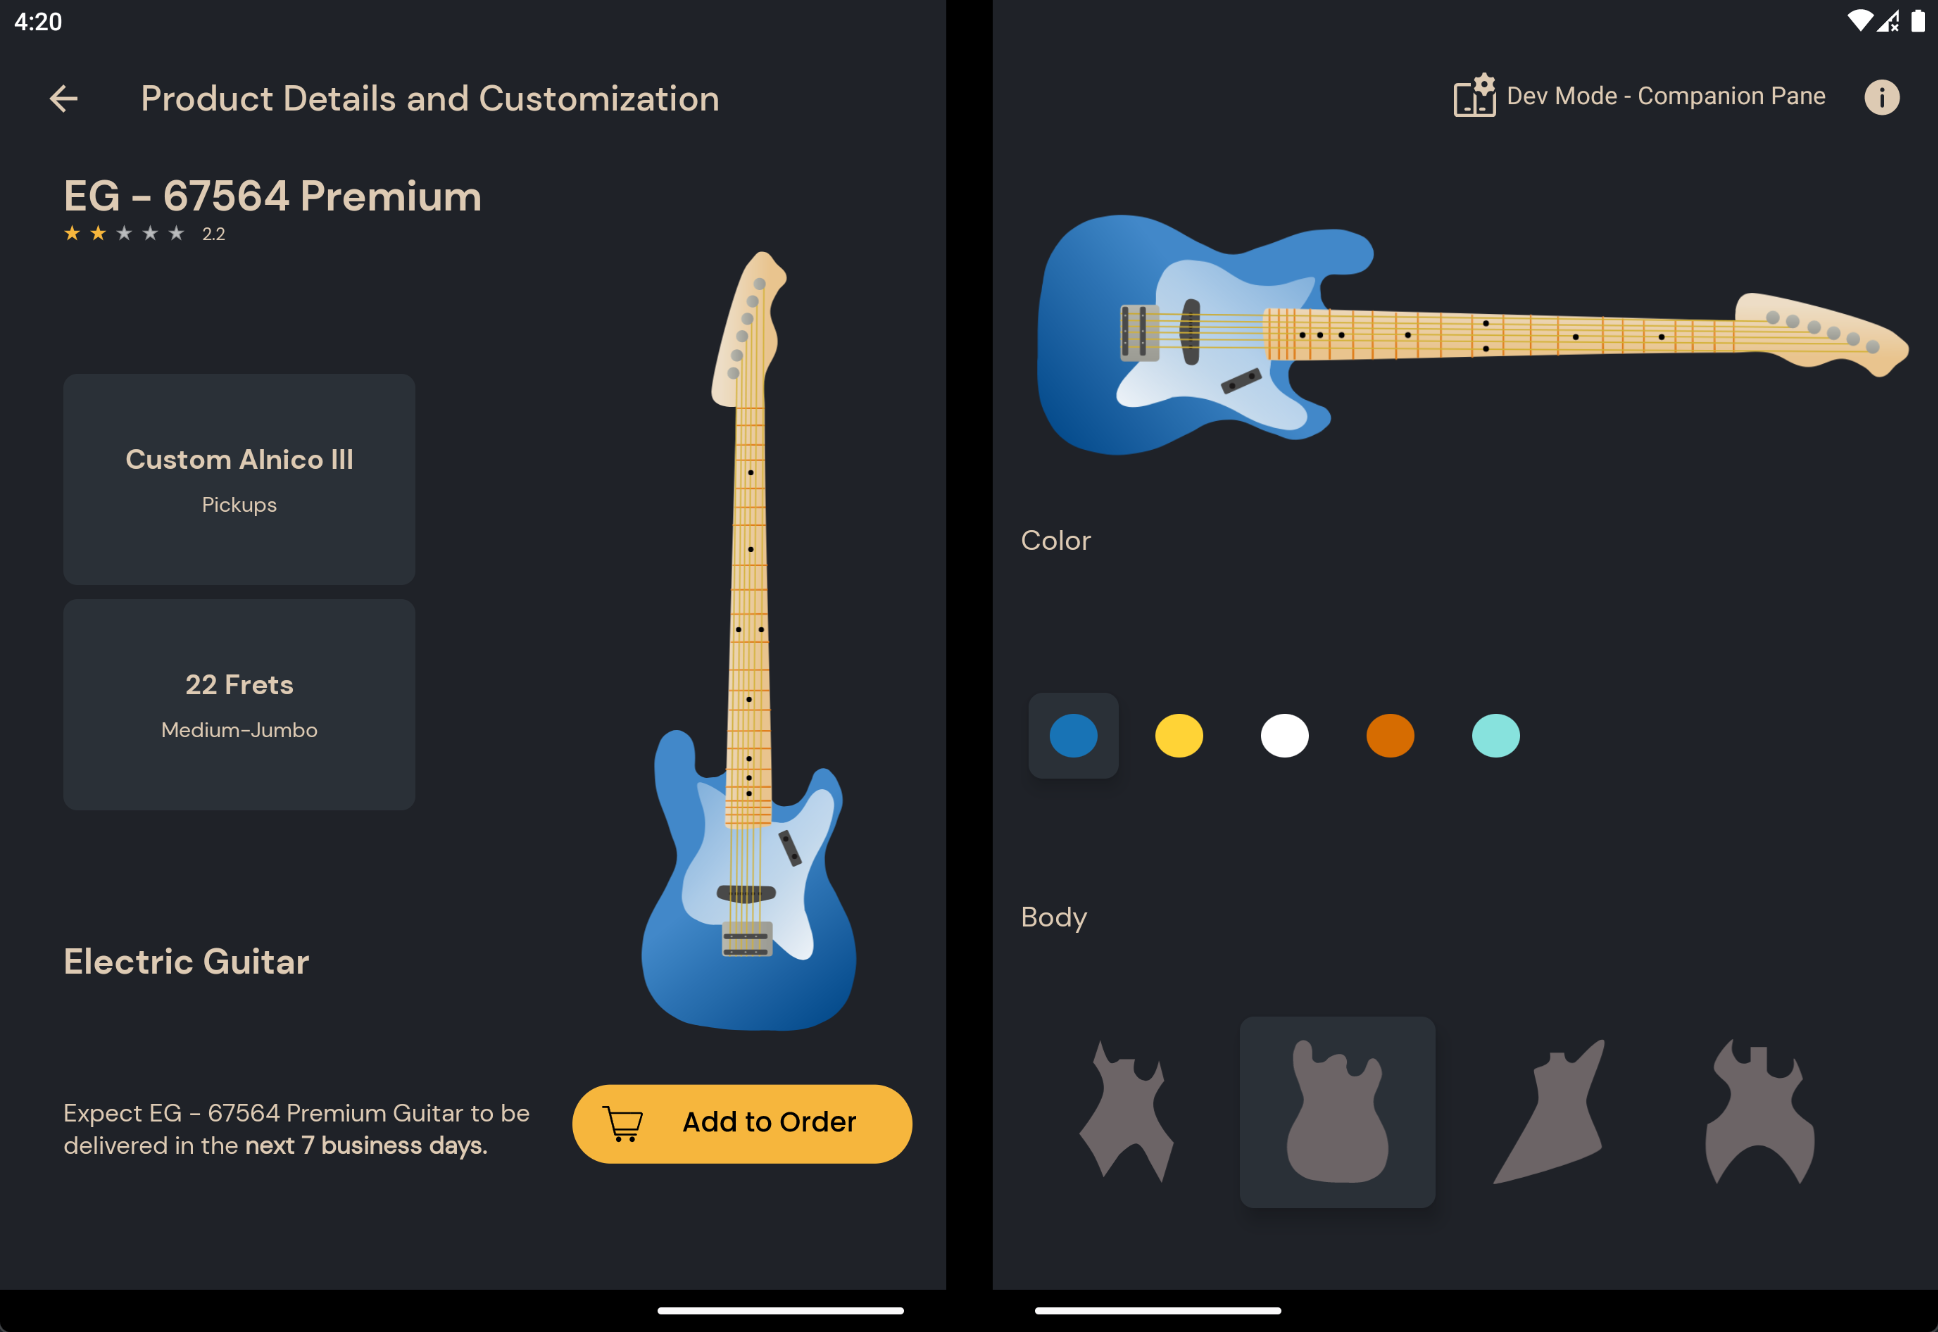 4:20
Product Details and Customization
Dev Mode - Companion Pane
EG - 67564 Premium
2.2
Custom Alnico III
Pickups
22 Frets
Medium-Jumbo
Electric Guitar
Expect EG - 67564 Premium Guitar to be
delivered in the next 7 business days.
Add to Order
Color
Body